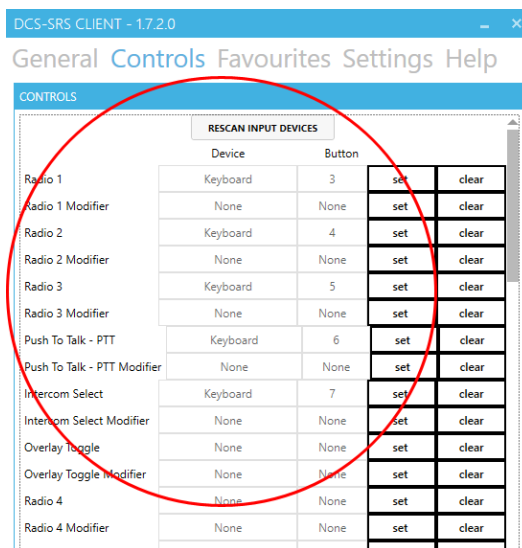 DCS-SRS CLIENT - 1.7.2.0
General Controls Favourites Settings Help
CONTROLS
RESCAN INPUT DEVICES
Device Button
Radio 1 Keyboard 3 set clear
Radio 1 Modifier None None set clear
Radio 2 Keyboard 4 set clear
Radio 2 Modifier None None set clear
Radio 3 Keyboard 5 set clear
Radio 3 Modifier None None set clear
Push To Talk - PTT Keyboard 6 set clear
Push To Talk - PTT Modifier None None set clear
Intercom Select Keyboard 7 set clear
Intercom Select Modifier None None set clear
Overlay Toggle None None set clear
Overlay Toggle Modifier None None set clear
Radio 4 None None set clear
Radio 4 Modifier None None set clear